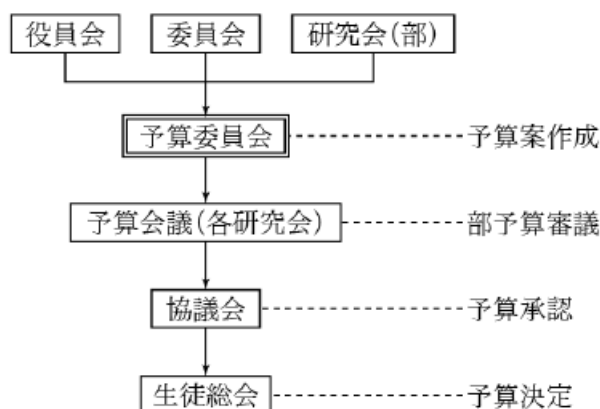 役員会 委員会 研究会(部)
予算委員会 予算案作成
予算会議(各研究会) 部予算審議
協議会 予算承認
生徒総会 予算決定